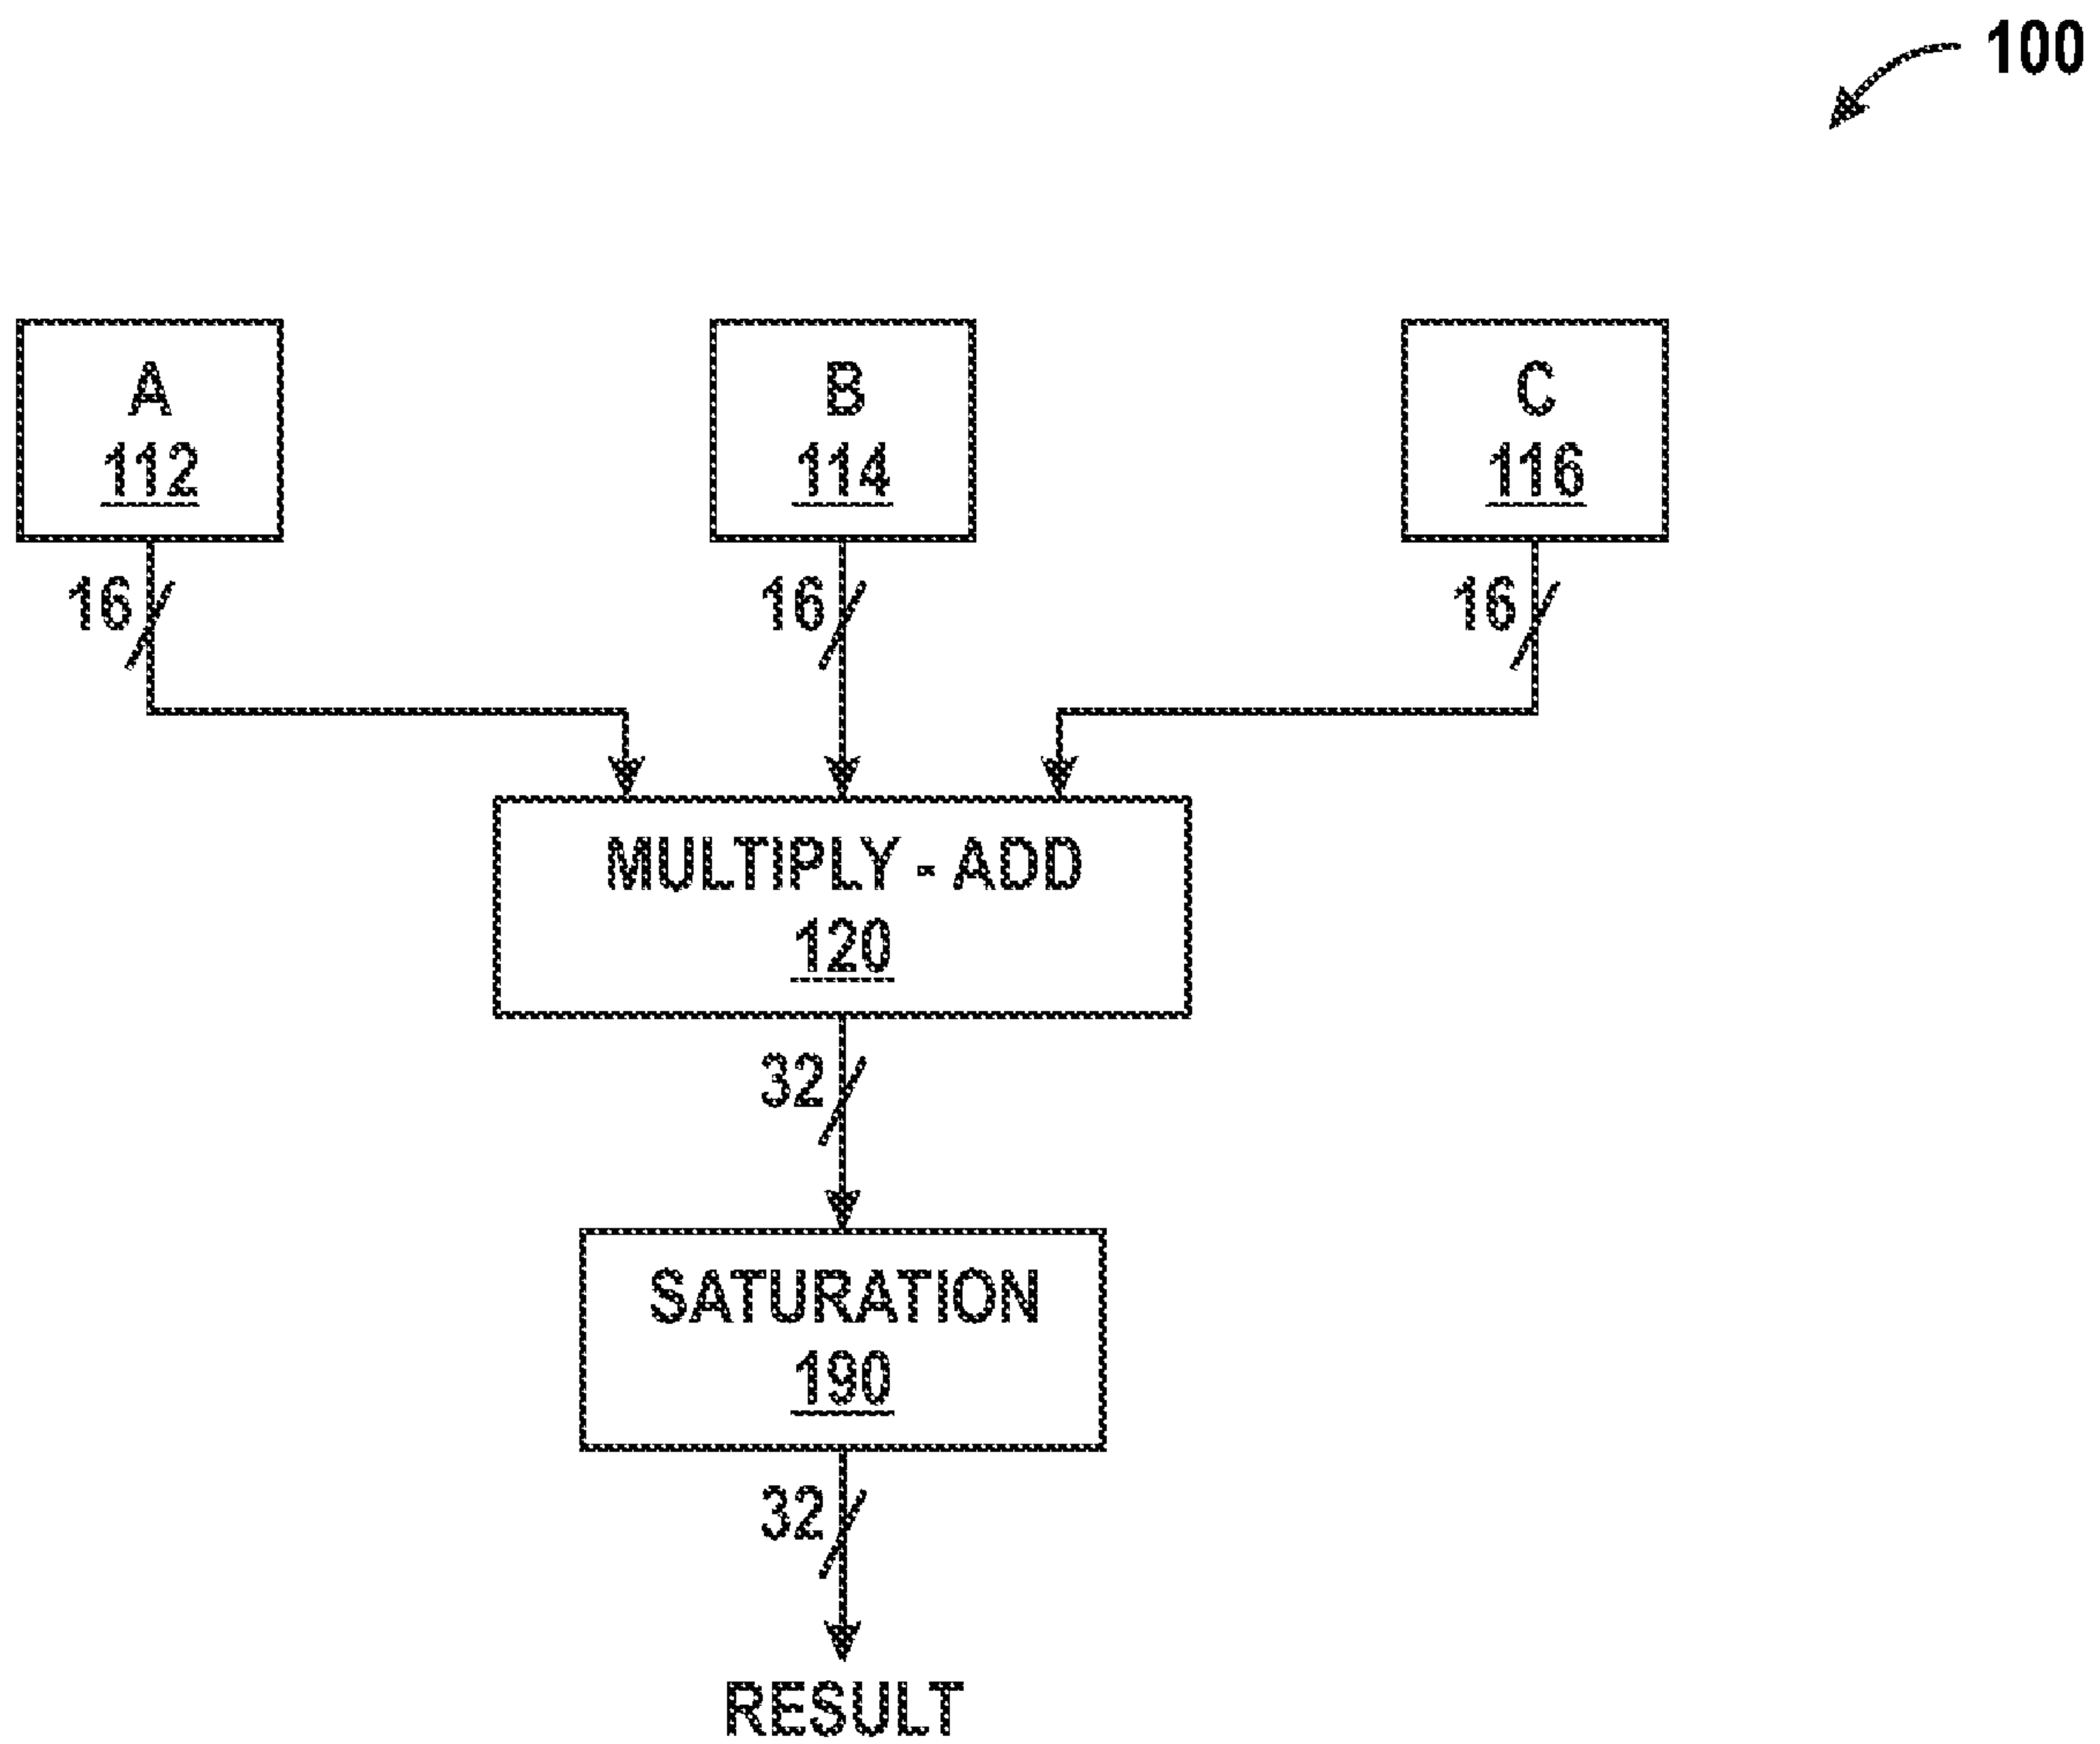 100
A
112
B
114
C
116
16
16
16
MULTIPLY - ADD
120
32
SATURATION
190
32
RESULT